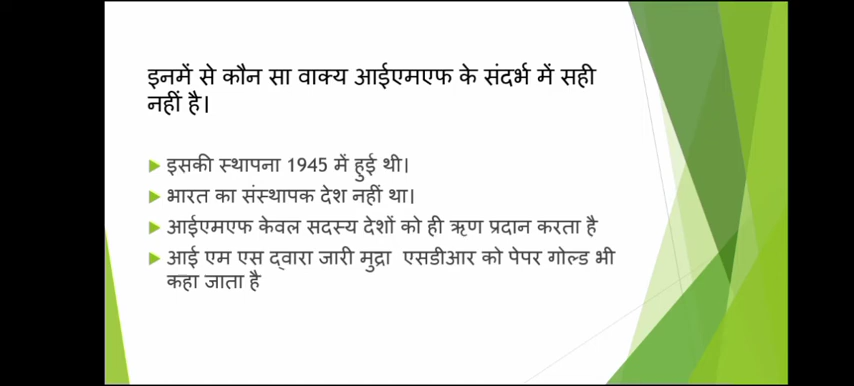 इनमें से कौन सा वाक्य आईएमएफ के संदर्भ में सही
नहीं है।
इसकी स्थापना 1945 में हुई थी।
भारत का संस्थापक देश नहीं था।
आईएमएफ केवल सदस्य देशों को ही ऋण प्रदान करता है
आई एम एस द्वारा जारी मुद्रा एसडीआर को पेपर गोल्ड भी
कहा जाता है